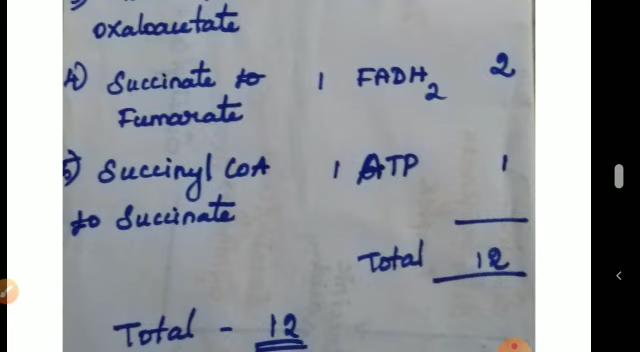 oxaloacetate
4) Succinate to 1 FADH2 2
Fumarate
5) Succinyl CoA 1 ATP 1
to Succinate
Total 12
Total - 12